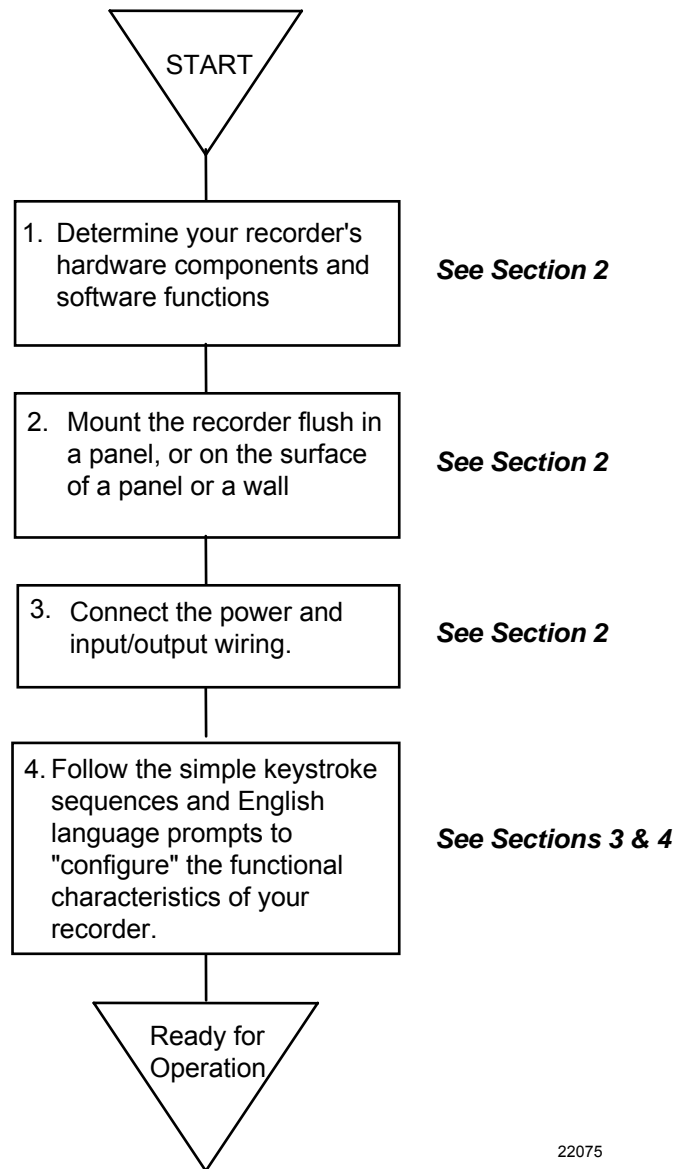 START
1. Determine your recorder's
hardware components and
software functions
See Section 2
2. Mount the recorder flush in
a panel, or on the surface
of a panel or a wall
See Section 2
3. Connect the power and
input/output wiring.
See Section 2
4. Follow the simple keystroke
sequences and English
language prompts to
"configure" the functional
characteristics of your
recorder.
See Sections 3 & 4
Ready for
Operation
22075